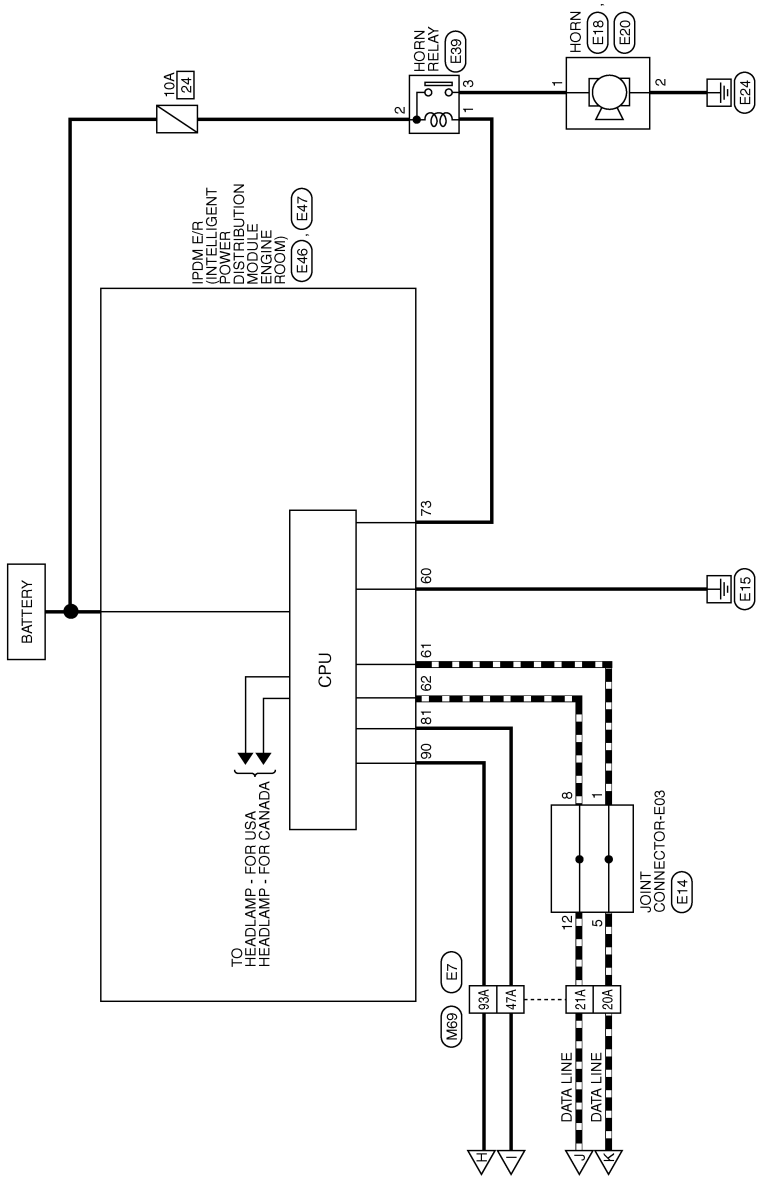 BATTERY
10A
24
HORN
RELAY
E39
2
3
1
HORN
E18 ,
E20
1
2
E24
IPDM E/R
(INTELLIGENT
POWER
DISTRIBUTION
MODULE
ENGINE
ROOM)
E46 , E47
CPU
TO
HEADLAMP - FOR USA
HEADLAMP - FOR CANADA
73
60
61
62
81
90
E15
8
1
JOINT
CONNECTOR-E03
E14
12
5
M69
E7
93A
47A
21A
20A
DATA LINE
DATA LINE
H
I
J
K